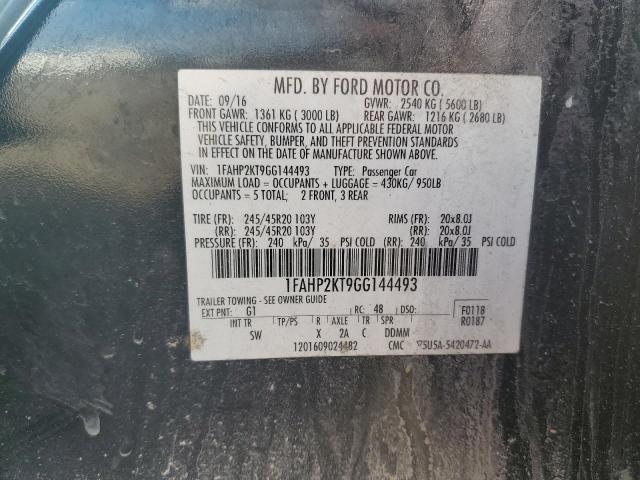 MFD. BY FORD MOTOR CO.
DATE: 09/16 GVWR: 2540 KG ( 5600 LB)
FRONT GAWR: 1361 KG ( 3000 LB) REAR GAWR: 1216 KG ( 2680 LB)
THIS VEHICLE CONFORMS TO ALL APPLICABLE FEDERAL MOTOR
VEHICLE SAFETY, BUMPER, AND THEFT PREVENTION STANDARDS
IN EFFECT ON THE DATE OF MANUFACTURE SHOWN ABOVE.
VIN: 1FAHP2KT9GG144493 TYPE: Passenger Car
MAXIMUM LOAD = OCCUPANTS + LUGGAGE = 430KG/ 950LB
OCCUPANTS = 5 TOTAL: 2 FRONT, 3 REAR
TIRE (FR): 245/45R20 103Y RIMS (FR): 20x8.0J
(RR): 245/45R20 103Y (RR): 20x8.0J
PRESSURE (FR): 240 kPa/ 35 PSI COLD (RR): 240 kPa/ 35 PSI COLD
1FAHP2KT9GG144493
TRAILER TOWING - SEE OWNER GUIDE
EXT PNT: G1 RC: 48 DSO: F0118
INT TR TP/PS R AXLE TR SPR R0187
SW X 2A C DDMM
1201609024482 CMC 5U5A-5420472-AA